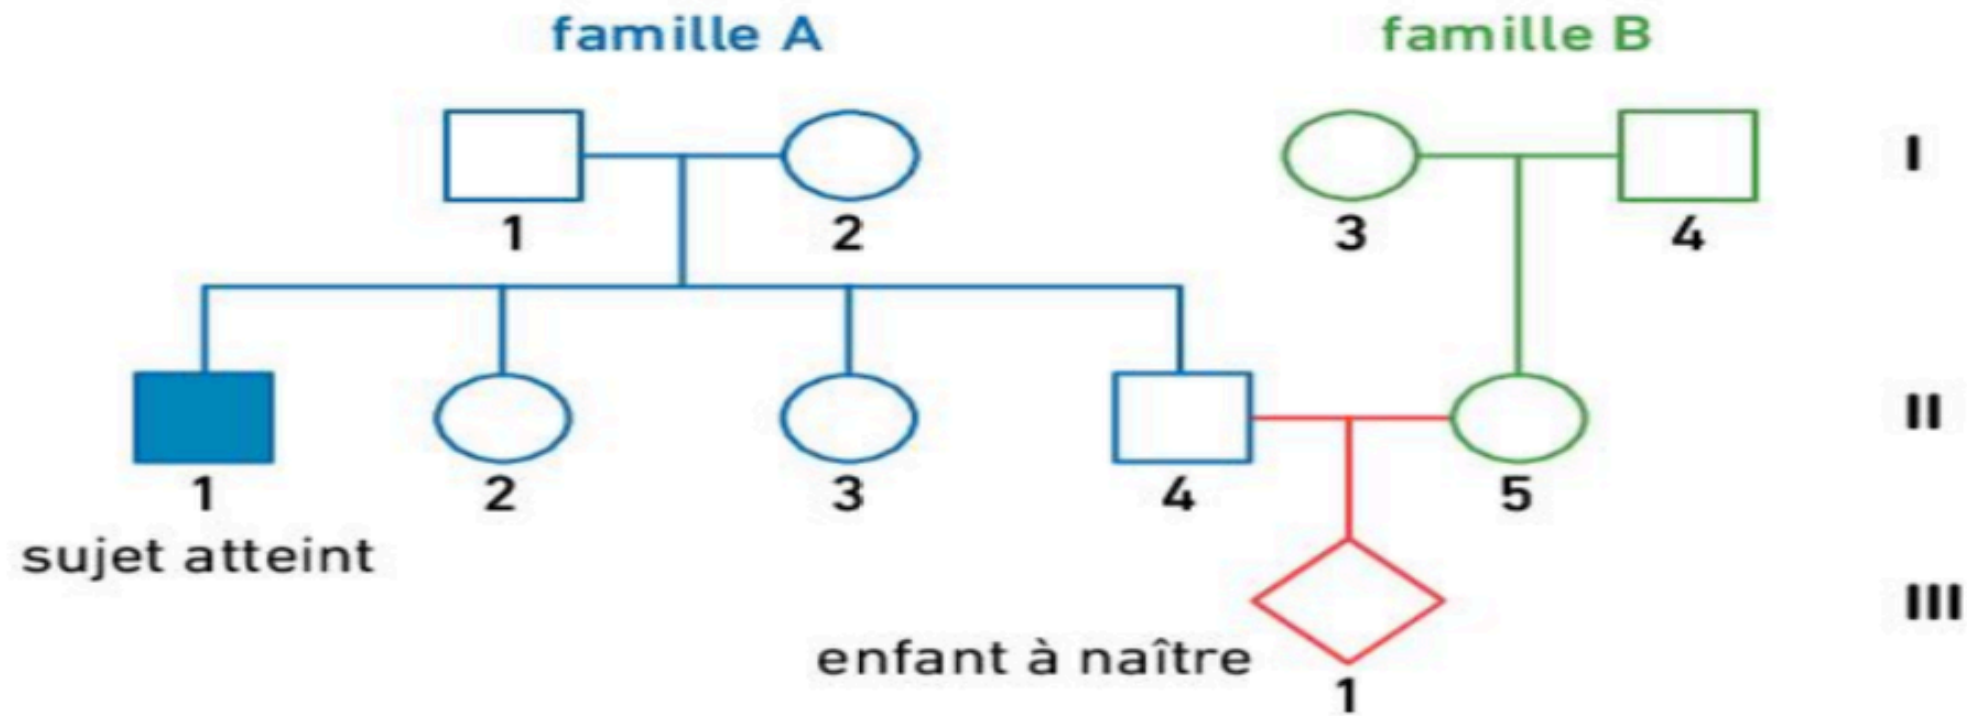 famille A famille B
I
1 2 3 4
II
1 2 3 4 5
sujet atteint
III
enfant à naître
1